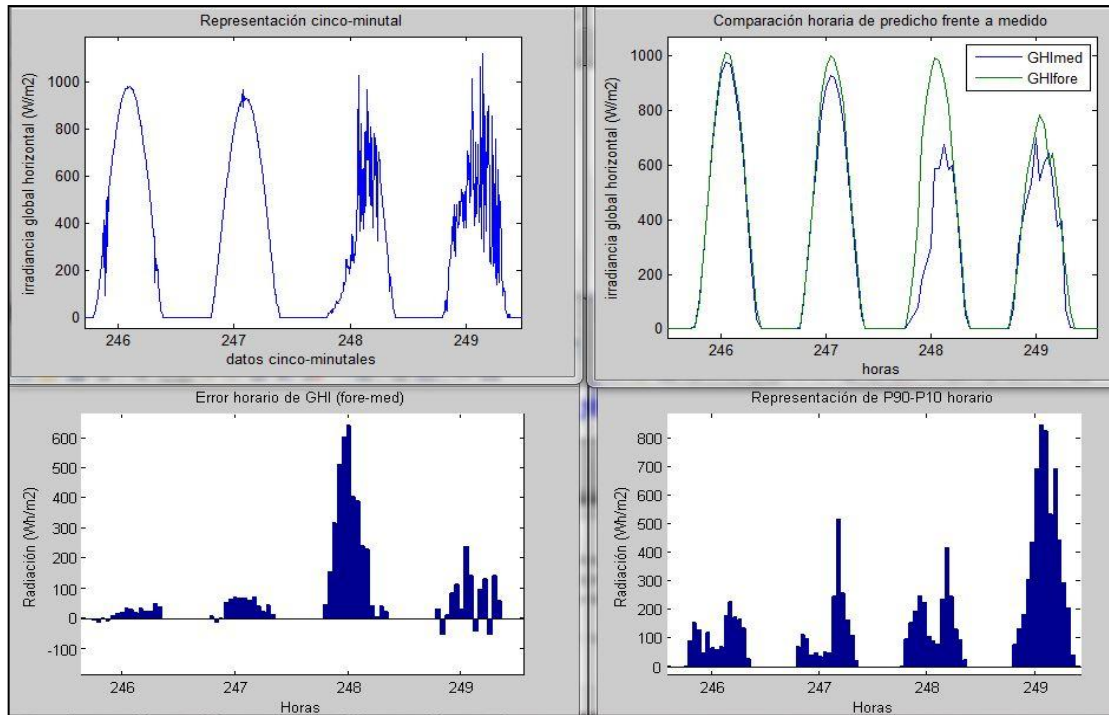 Representación cinco-minutal
irradiancia global horizontal (W/m2)
1000
800
600
400
200
0
246 247 248 249
datos cinco-minutales
Comparación horaria de predicho frente a medido
GHImed
GHIfore
irradiancia global horizontal (W/m2)
1000
800
600
400
200
0
246 247 248 249
horas
Error horario de GHI (fore-med)
Radiación (Wh/m2)
600
500
400
300
200
100
0
-100
246 247 248 249
Horas
Representación de P90-P10 horario
Radiación (Wh/m2)
800
700
600
500
400
300
200
100
0
246 247 248 249
Horas